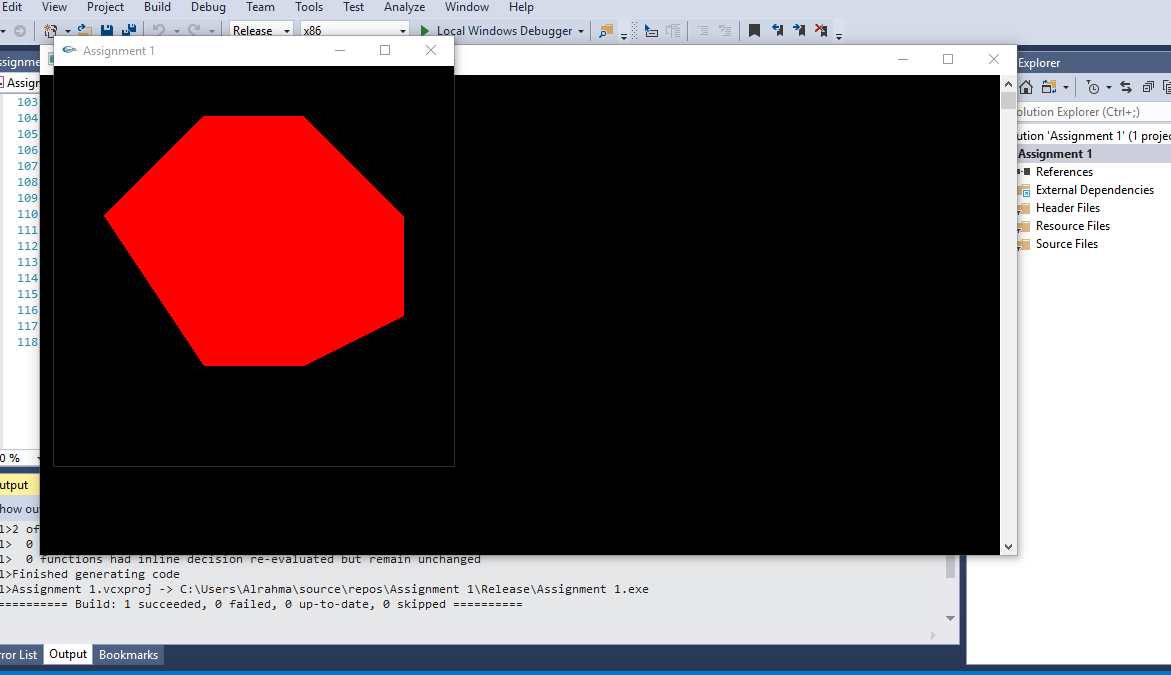 Edit View Project Build Debug Team Tools Test Analyze Window Help
Release x86 Local Windows Debugger
Assignment 1
Explorer
olution Explorer (Ctrl+;)
ution 'Assignment 1' (1 projec
Assignment 1
References
External Dependencies
Header Files
Resource Files
Source Files
ssignme
Assign
103
104
105
106
107
108
109
110
111
112
113
114
115
116
117
118
0 %
utput
how ou
1>2 of
1>  0
1>  0 functions had inline decision re-evaluated but remain unchanged
1>Finished generating code
1>Assignment 1.vcxproj -> C:\Users\Alrahma\source\repos\Assignment 1\Release\Assignment 1.exe
========== Build: 1 succeeded, 0 failed, 0 up-to-date, 0 skipped ==========
ror List Output Bookmarks